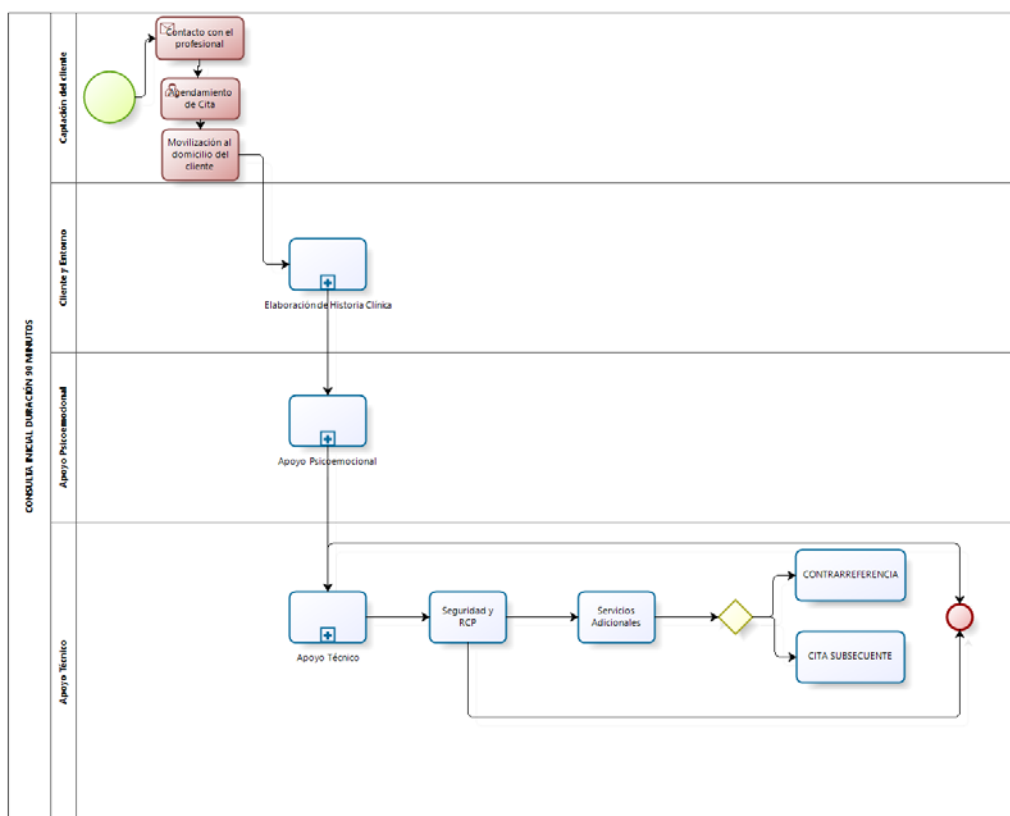 CONSULTA INICIAL DURACIÓN 90 MINUTOS
Captación del cliente
Contacto con el
profesional
Agendamiento
de Cita
Movilización al
domicilio del
cliente
Cliente y Entorno
Elaboración de Historia Clínica
Apoyo Psicoemocional
Apoyo Psicoemocional
Apoyo Técnico
Apoyo Técnico
Seguridad y
RCP
Servicios
Adicionales
CONTRARREFERENCIA
CITA SUBSECUENTE